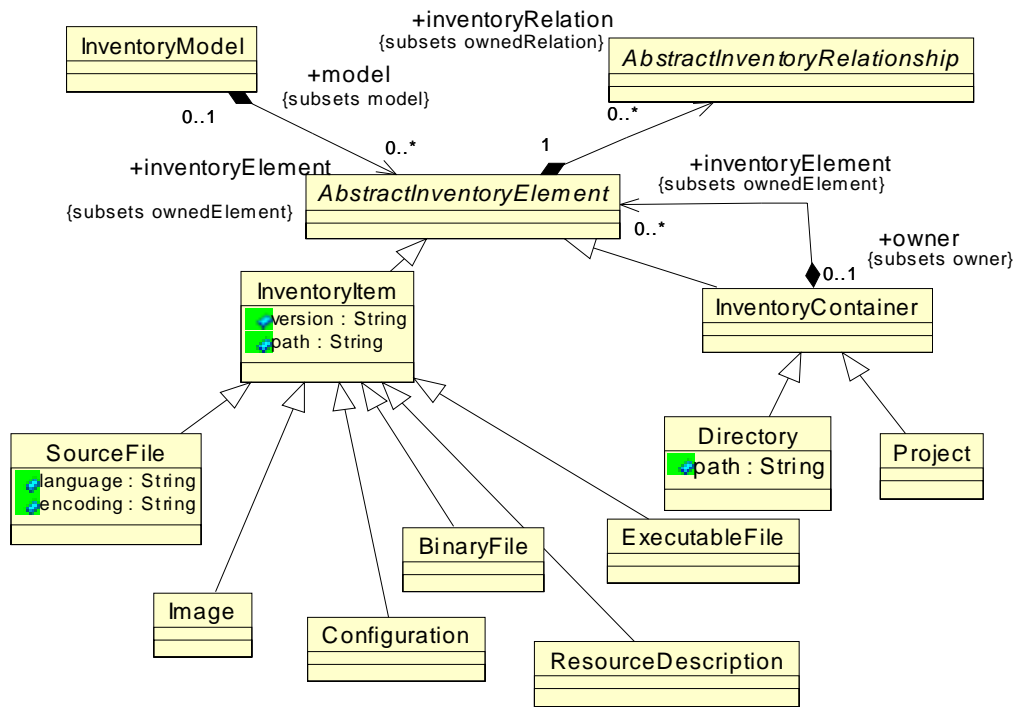 +inventoryRelation
{subsets ownedRelation}
InventoryModel
AbstractInventoryRelationship
+model
{subsets model}
0..1
0..*
0..*
1
+inventoryElement
{subsets ownedElement}
+inventoryElement
{subsets ownedElement}
AbstractInventoryElement
0..*
+owner
{subsets owner}
0..1
InventoryItem
version : String
path : String
InventoryContainer
SourceFile
language : String
encoding : String
Directory
path : String
Project
BinaryFile
ExecutableFile
Image
Configuration
ResourceDescription